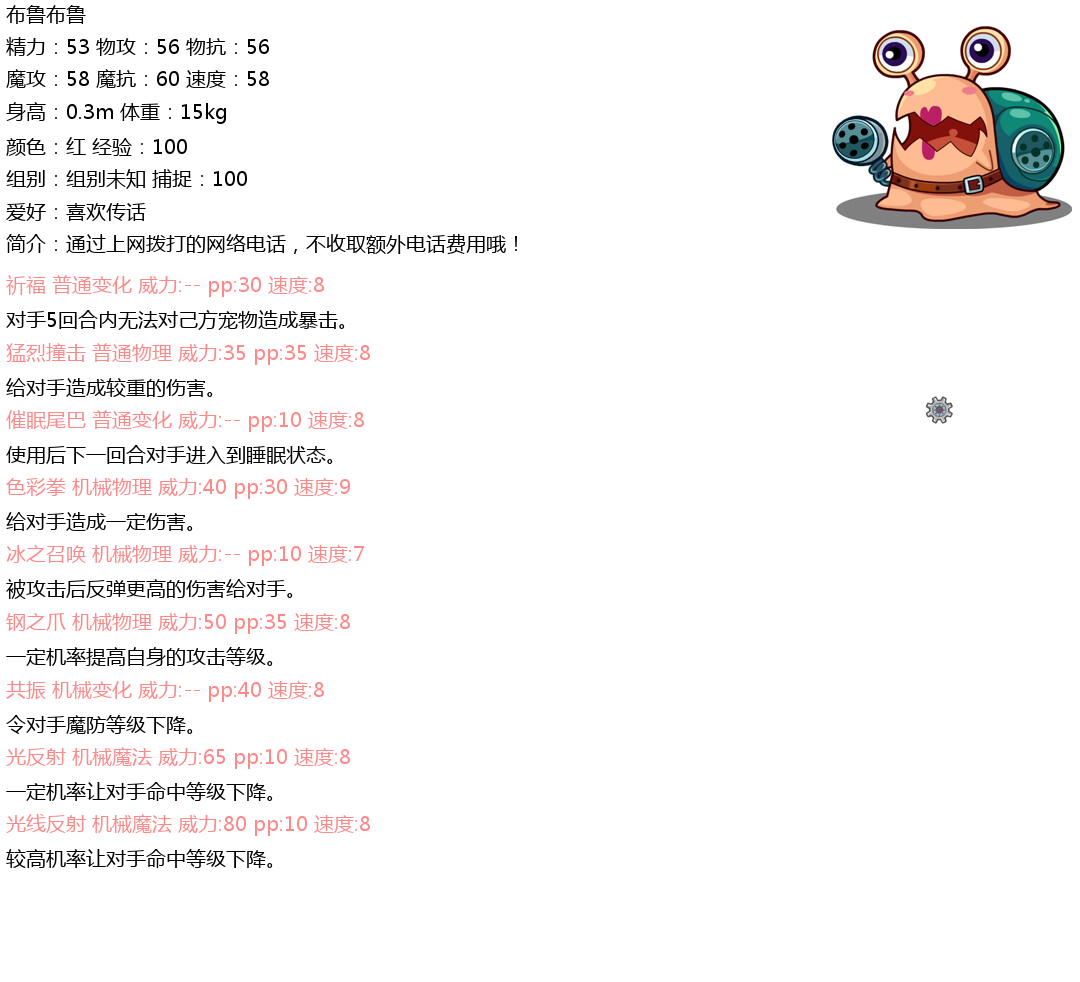 布鲁布鲁
精力：53 物攻：56 物抗：56
魔攻：58 魔抗：60 速度：58
身高：0.3m 体重：15kg
颜色：红 经验：100
组别：组别未知 捕捉：100
爱好：喜欢传话
简介：通过上网拨打的网络电话，不收取额外电话费用哦！
祈福 普通变化 威力:-- pp:30 速度:8
对手5回合内无法对己方宠物造成暴击。
猛烈撞击 普通物理 威力:35 pp:35 速度:8
给对手造成较重的伤害。
催眠尾巴 普通变化 威力:-- pp:10 速度:8
使用后下一回合对手进入到睡眠状态。
色彩拳 机械物理 威力:40 pp:30 速度:9
给对手造成一定伤害。
冰之召唤 机械物理 威力:-- pp:10 速度:7
被攻击后反弹更高的伤害给对手。
钢之爪 机械物理 威力:50 pp:35 速度:8
一定机率提高自身的攻击等级。
共振 机械变化 威力:-- pp:40 速度:8
令对手魔防等级下降。
光反射 机械魔法 威力:65 pp:10 速度:8
一定机率让对手命中等级下降。
光线反射 机械魔法 威力:80 pp:10 速度:8
较高机率让对手命中等级下降。